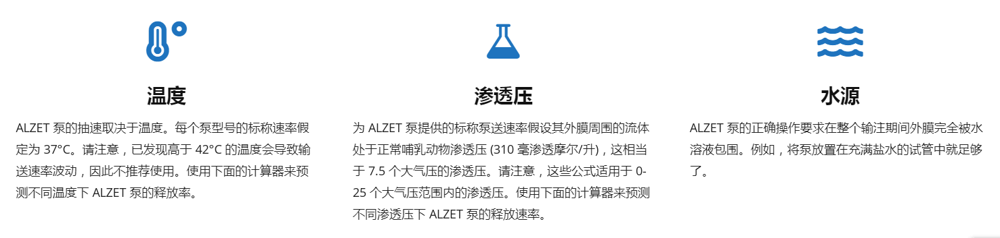 温度
ALZET 泵的抽速取决于温度。每个泵型号的标称速率假
定为 37°C。请注意，已发现高于 42°C 的温度会导致输
送速率波动，因此不推荐使用。使用下面的计算器来预
测不同温度下 ALZET 泵的释放率。
渗透压
为 ALZET 泵提供的标称泵送速率假设其外膜周围的流体
处于正常哺乳动物渗透压 (310 毫渗透摩尔/升)，这相当
于 7.5 个大气压的渗透压。请注意，这些公式适用于 0-
25 个大气压范围内的渗透压。使用下面的计算器来预测
不同渗透压下 ALZET 泵的释放速率。
水源
ALZET 泵的正确操作要求在整个输注期间外膜完全被水
溶液包围。例如，将泵放置在充满盐水的试管中就足够
了。